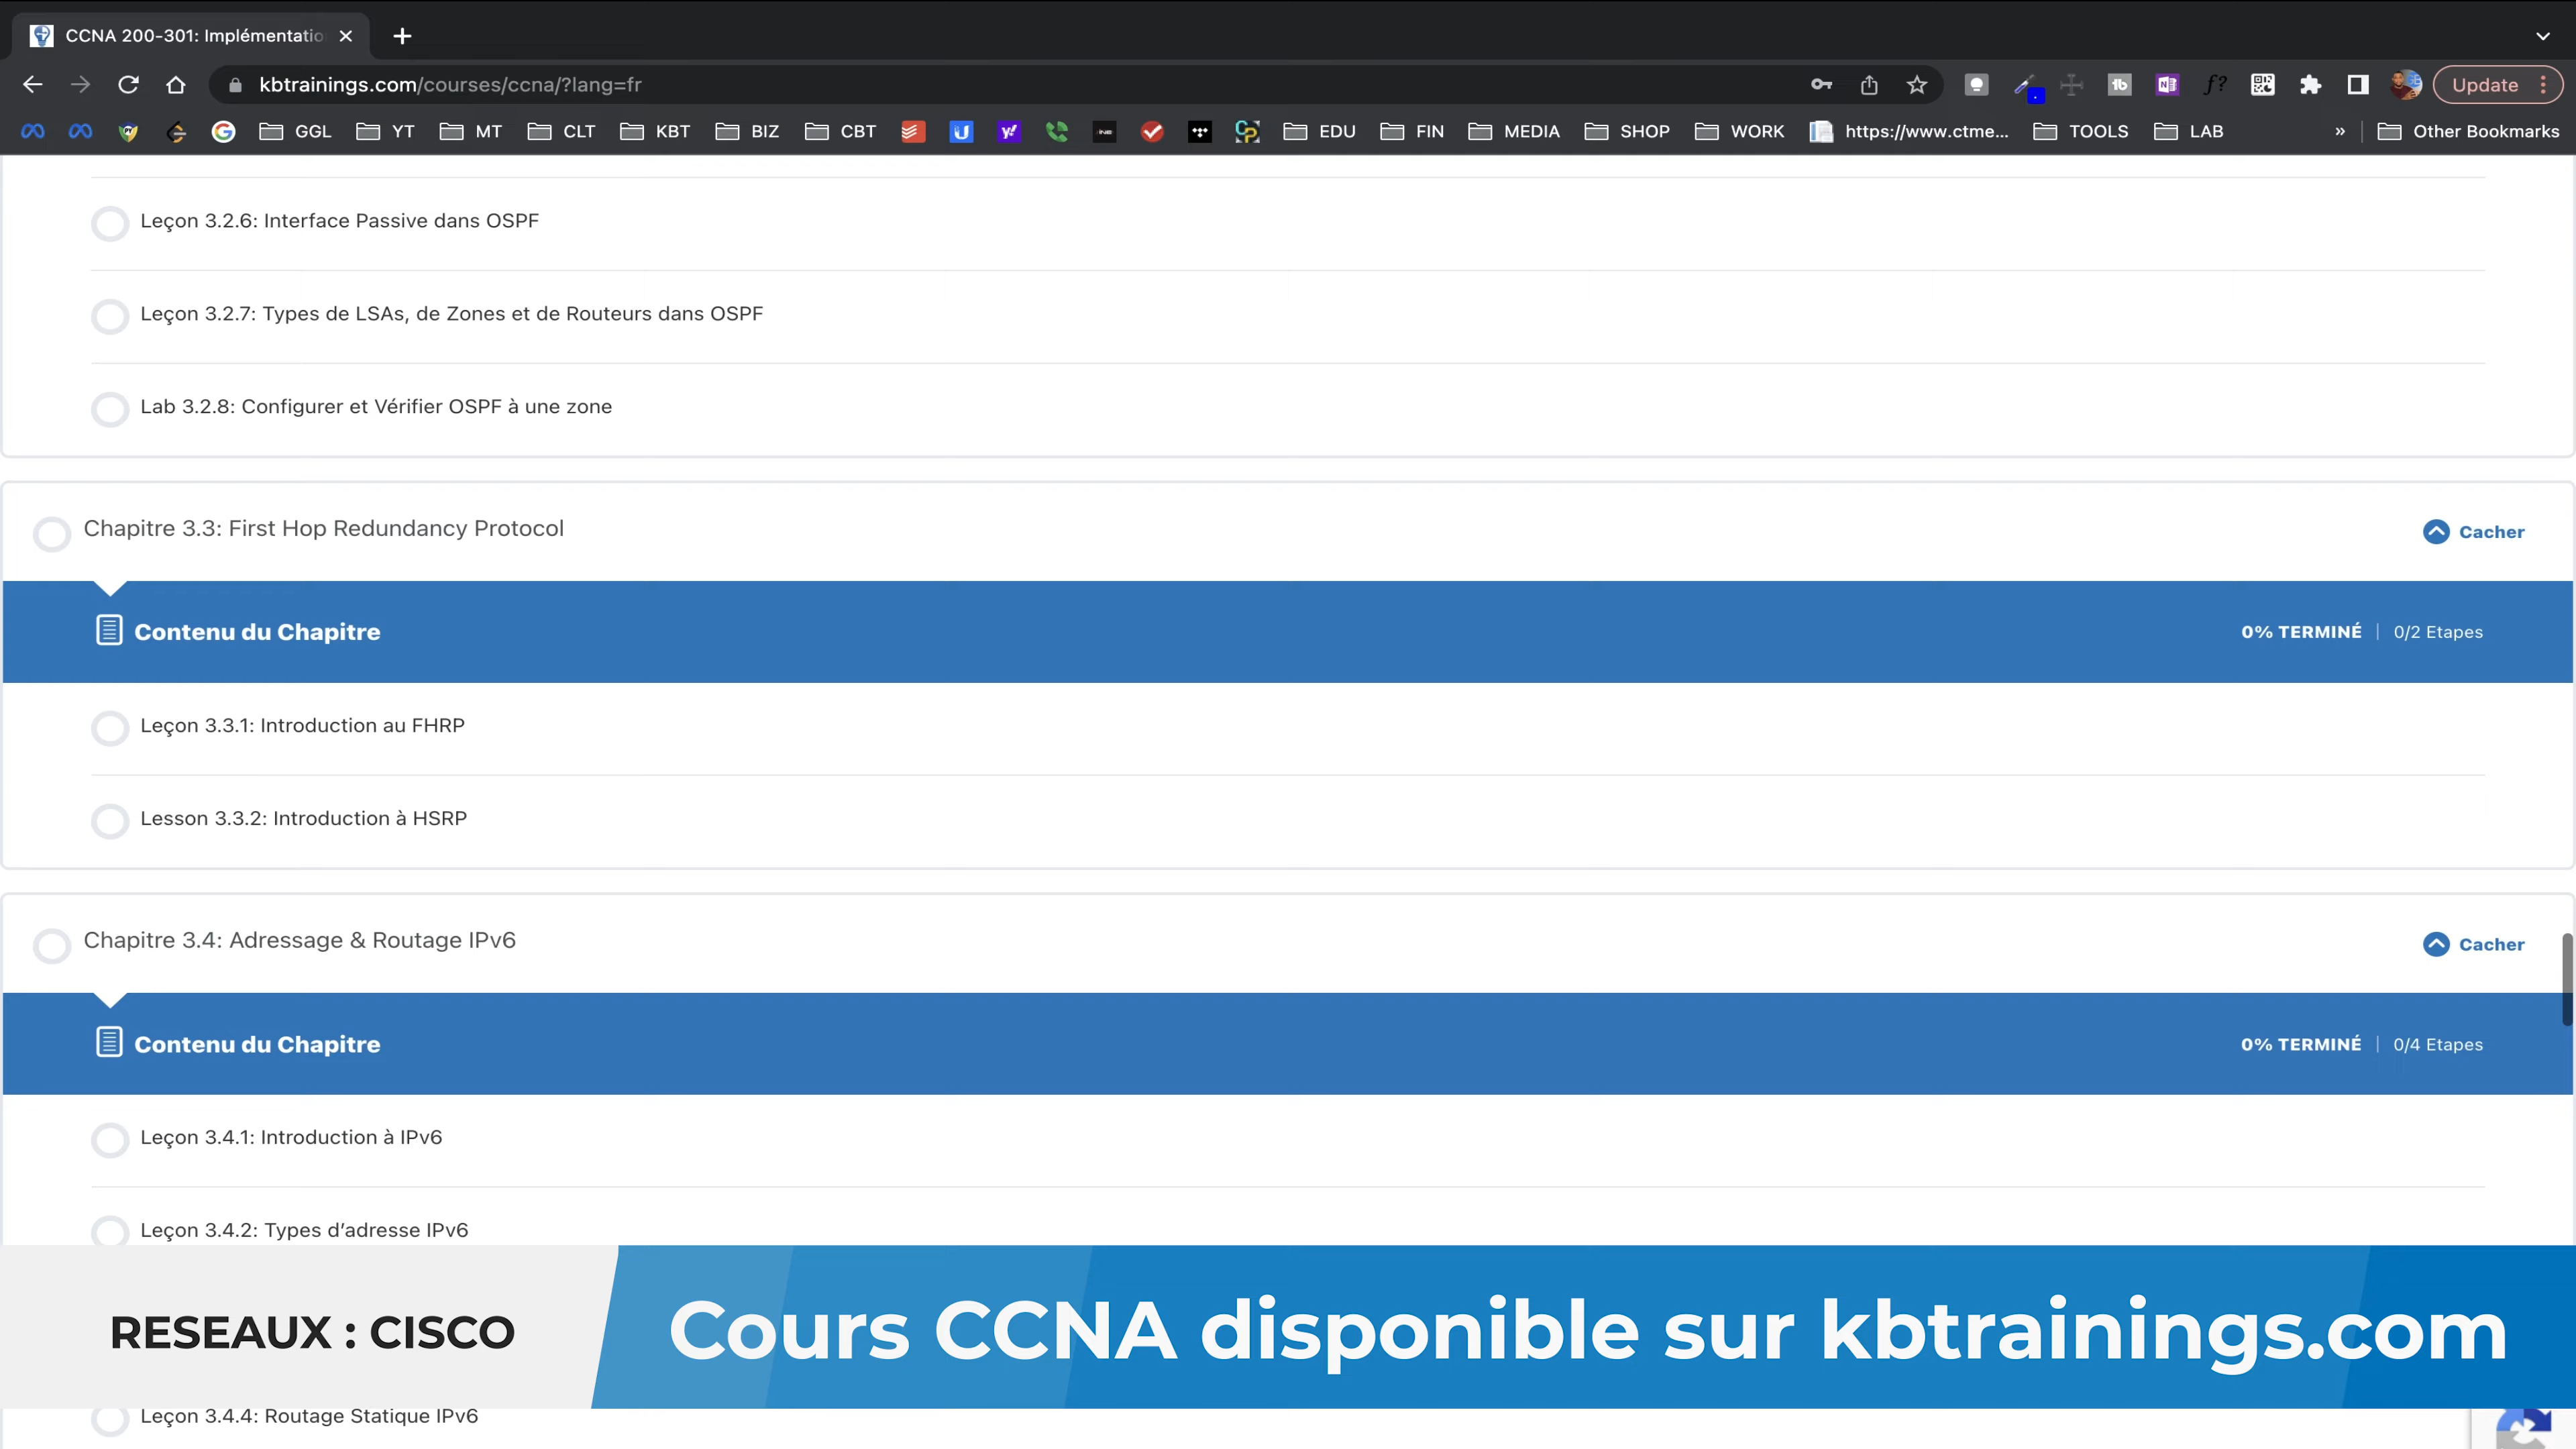 CCNA 200-301: Implémentatio
kbtrainings.com/courses/ccna/?lang=fr
Update
GGL YT MT CLT KBT BIZ CBT EDU FIN MEDIA SHOP WORK https://www.ctme... TOOLS LAB » Other Bookmarks
Leçon 3.2.6: Interface Passive dans OSPF
Leçon 3.2.7: Types de LSAs, de Zones et de Routeurs dans OSPF
Lab 3.2.8: Configurer et Vérifier OSPF à une zone
Chapitre 3.3: First Hop Redundancy Protocol
Cacher
Contenu du Chapitre
0% TERMINÉ | 0/2 Etapes
Leçon 3.3.1: Introduction au FHRP
Lesson 3.3.2: Introduction à HSRP
Chapitre 3.4: Adressage & Routage IPv6
Cacher
Contenu du Chapitre
0% TERMINÉ | 0/4 Etapes
Leçon 3.4.1: Introduction à IPv6
Leçon 3.4.2: Types d’adresse IPv6
RESEAUX : CISCO
Cours CCNA disponible sur kbtrainings.com
Leçon 3.4.4: Routage Statique IPv6